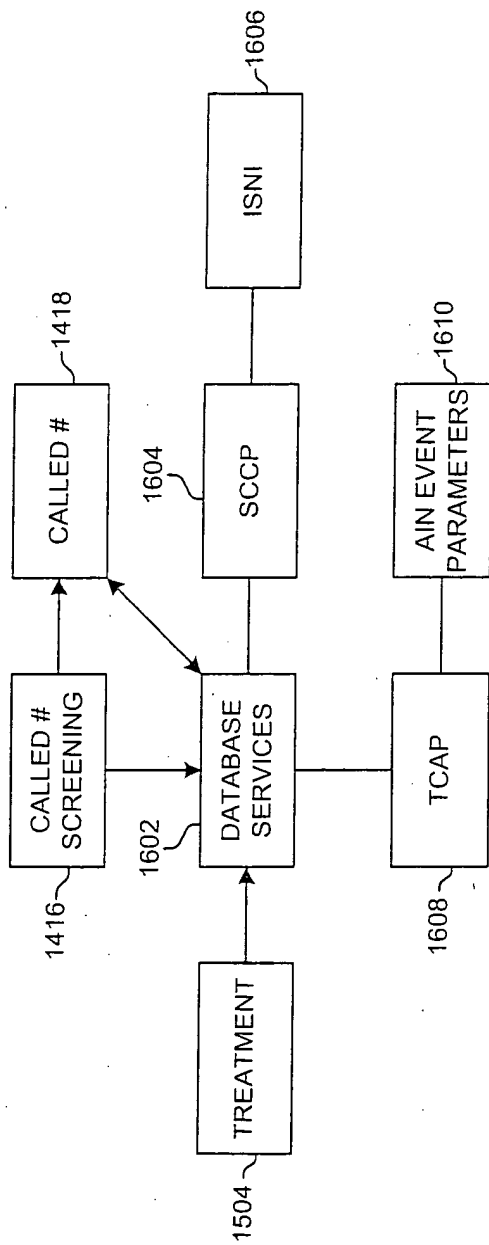 1416
CALLED #
SCREENING
CALLED #
1418
1504
TREATMENT
1602
DATABASE
SERVICES
1604
SCCP
ISNI
1606
1608
TCAP
AIN EVENT
PARAMETERS
1610